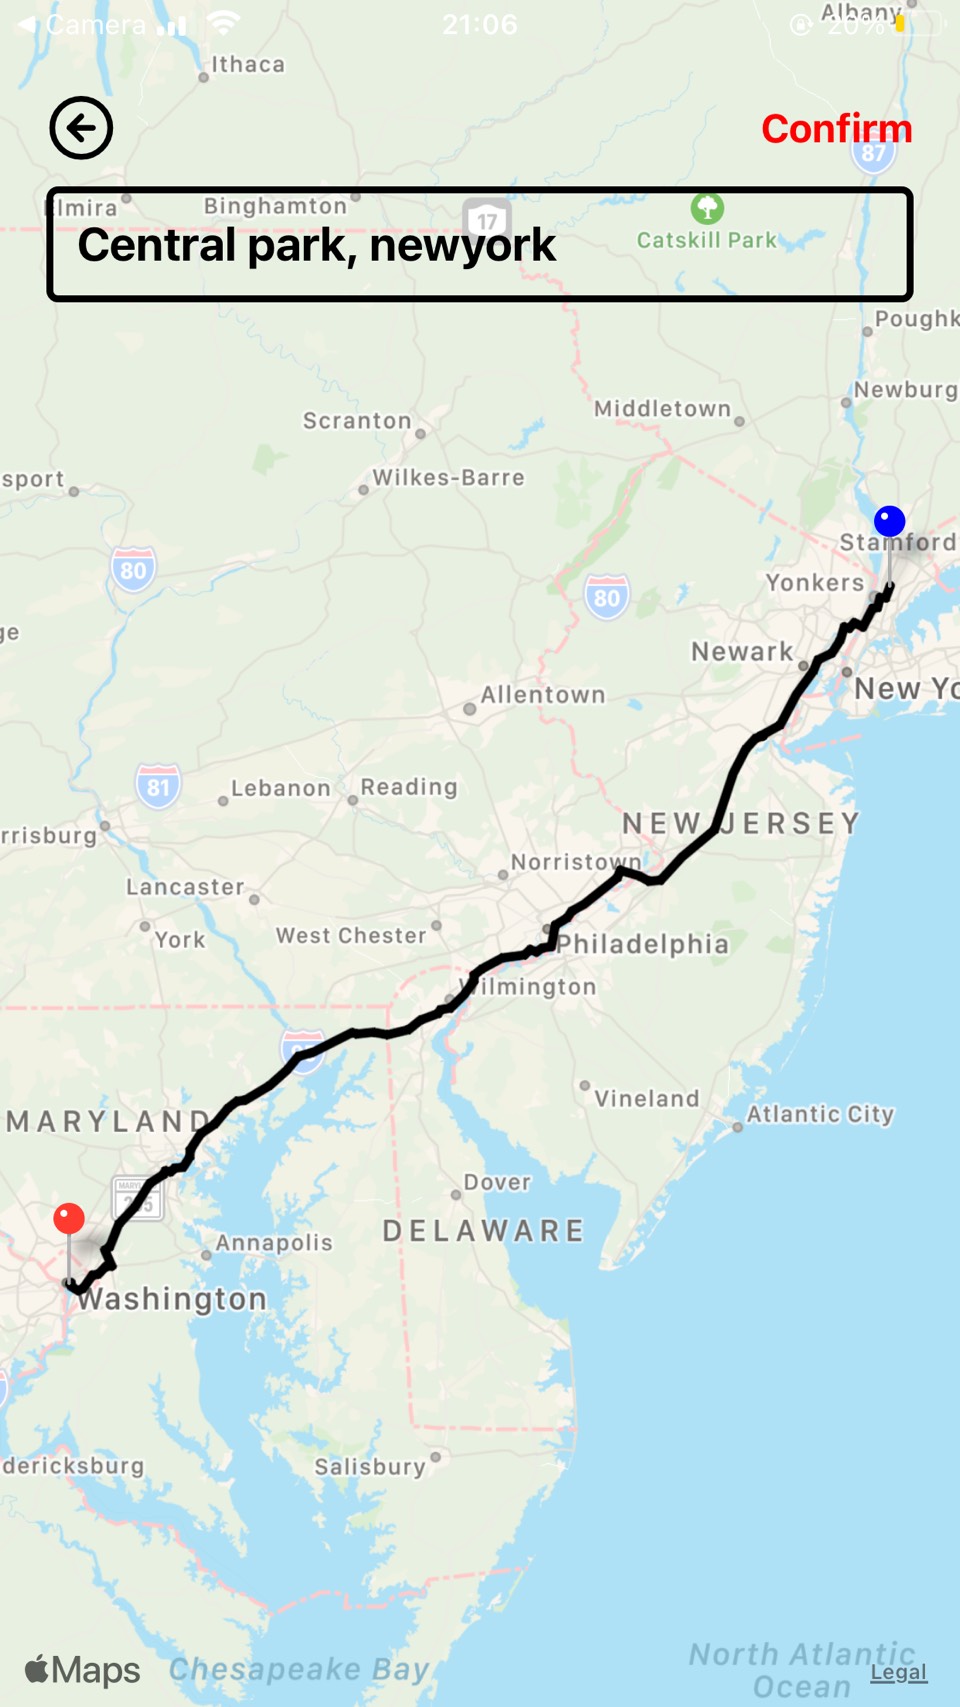 Camera 21:06 20%
Albany
Ithaca
Confirm
87
Elmira
Binghamton
17
Catskill Park
Central park, newyork
Poughk
Newburg
Middletown
Scranton
Wilkes-Barre
sport
Stamford
80
Yonkers
80
ge
Newark
New Yo
Allentown
81
Lebanon
Reading
rrisburg
NEW JERSEY
Norristown
Lancaster
York
West Chester
Philadelphia
Wilmington
MARYLAND
Vineland
Atlantic City
Dover
DELAWARE
Annapolis
Washington
dericksburg
Salisbury
Maps
Chesapeake Bay
North Atlantic
Ocean
Legal